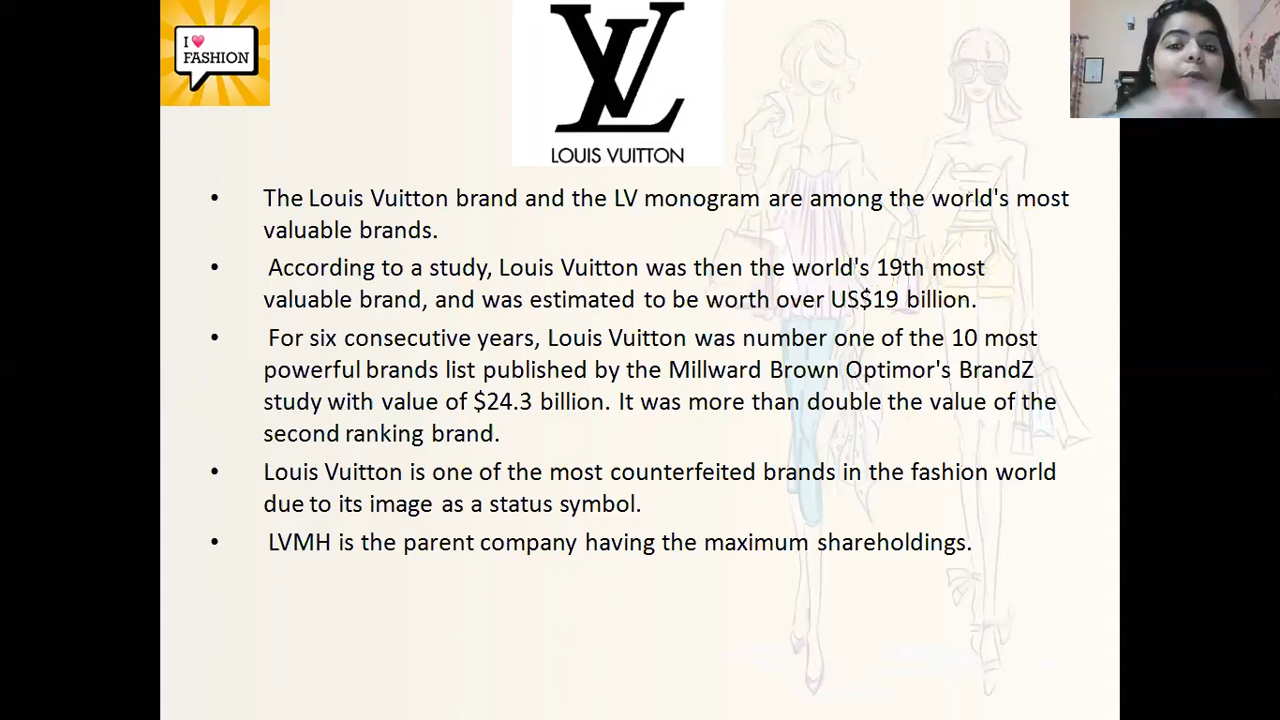 I
FASHION
LV
LOUIS VUITTON
• The Louis Vuitton brand and the LV monogram are among the world's most
valuable brands.
• According to a study, Louis Vuitton was then the world's 19th most
valuable brand, and was estimated to be worth over US$19 billion.
• For six consecutive years, Louis Vuitton was number one of the 10 most
powerful brands list published by the Millward Brown Optimor's BrandZ
study with value of $24.3 billion. It was more than double the value of the
second ranking brand.
• Louis Vuitton is one of the most counterfeited brands in the fashion world
due to its image as a status symbol.
• LVMH is the parent company having the maximum shareholdings.